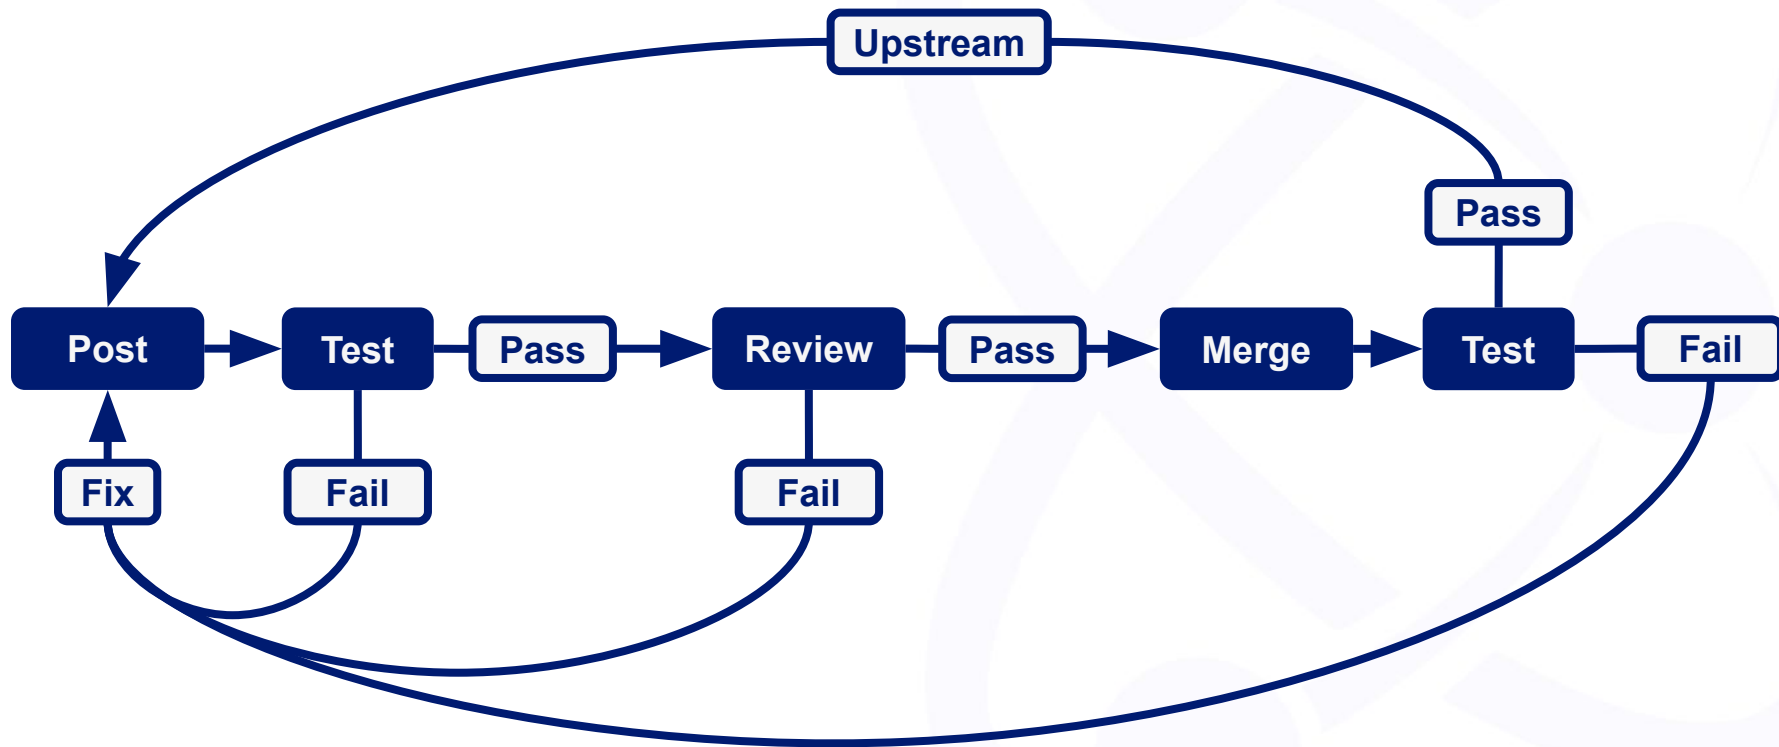 Upstream
Pass
Post
Test
Pass
Review
Pass
Merge
Test
Fail
Fix
Fail
Fail